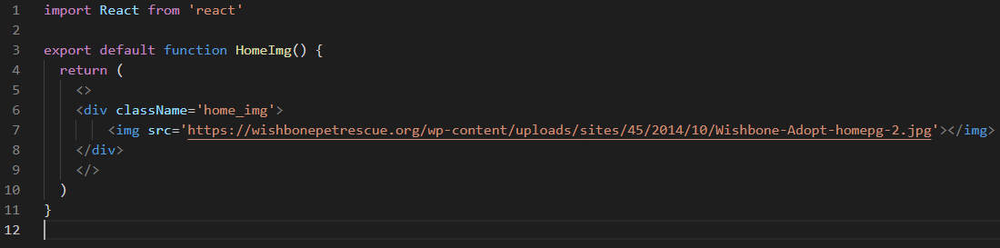 1 import React from 'react'
2
3 export default function HomeImg() {
4   return (
5     <>
6     <div className='home_img'>
7         <img src='https://wishbonepetrescue.org/wp-content/uploads/sites/45/2014/10/Wishbone-Adopt-homepg-2.jpg'></img>
8     </div>
9     </>
10   )
11 }
12